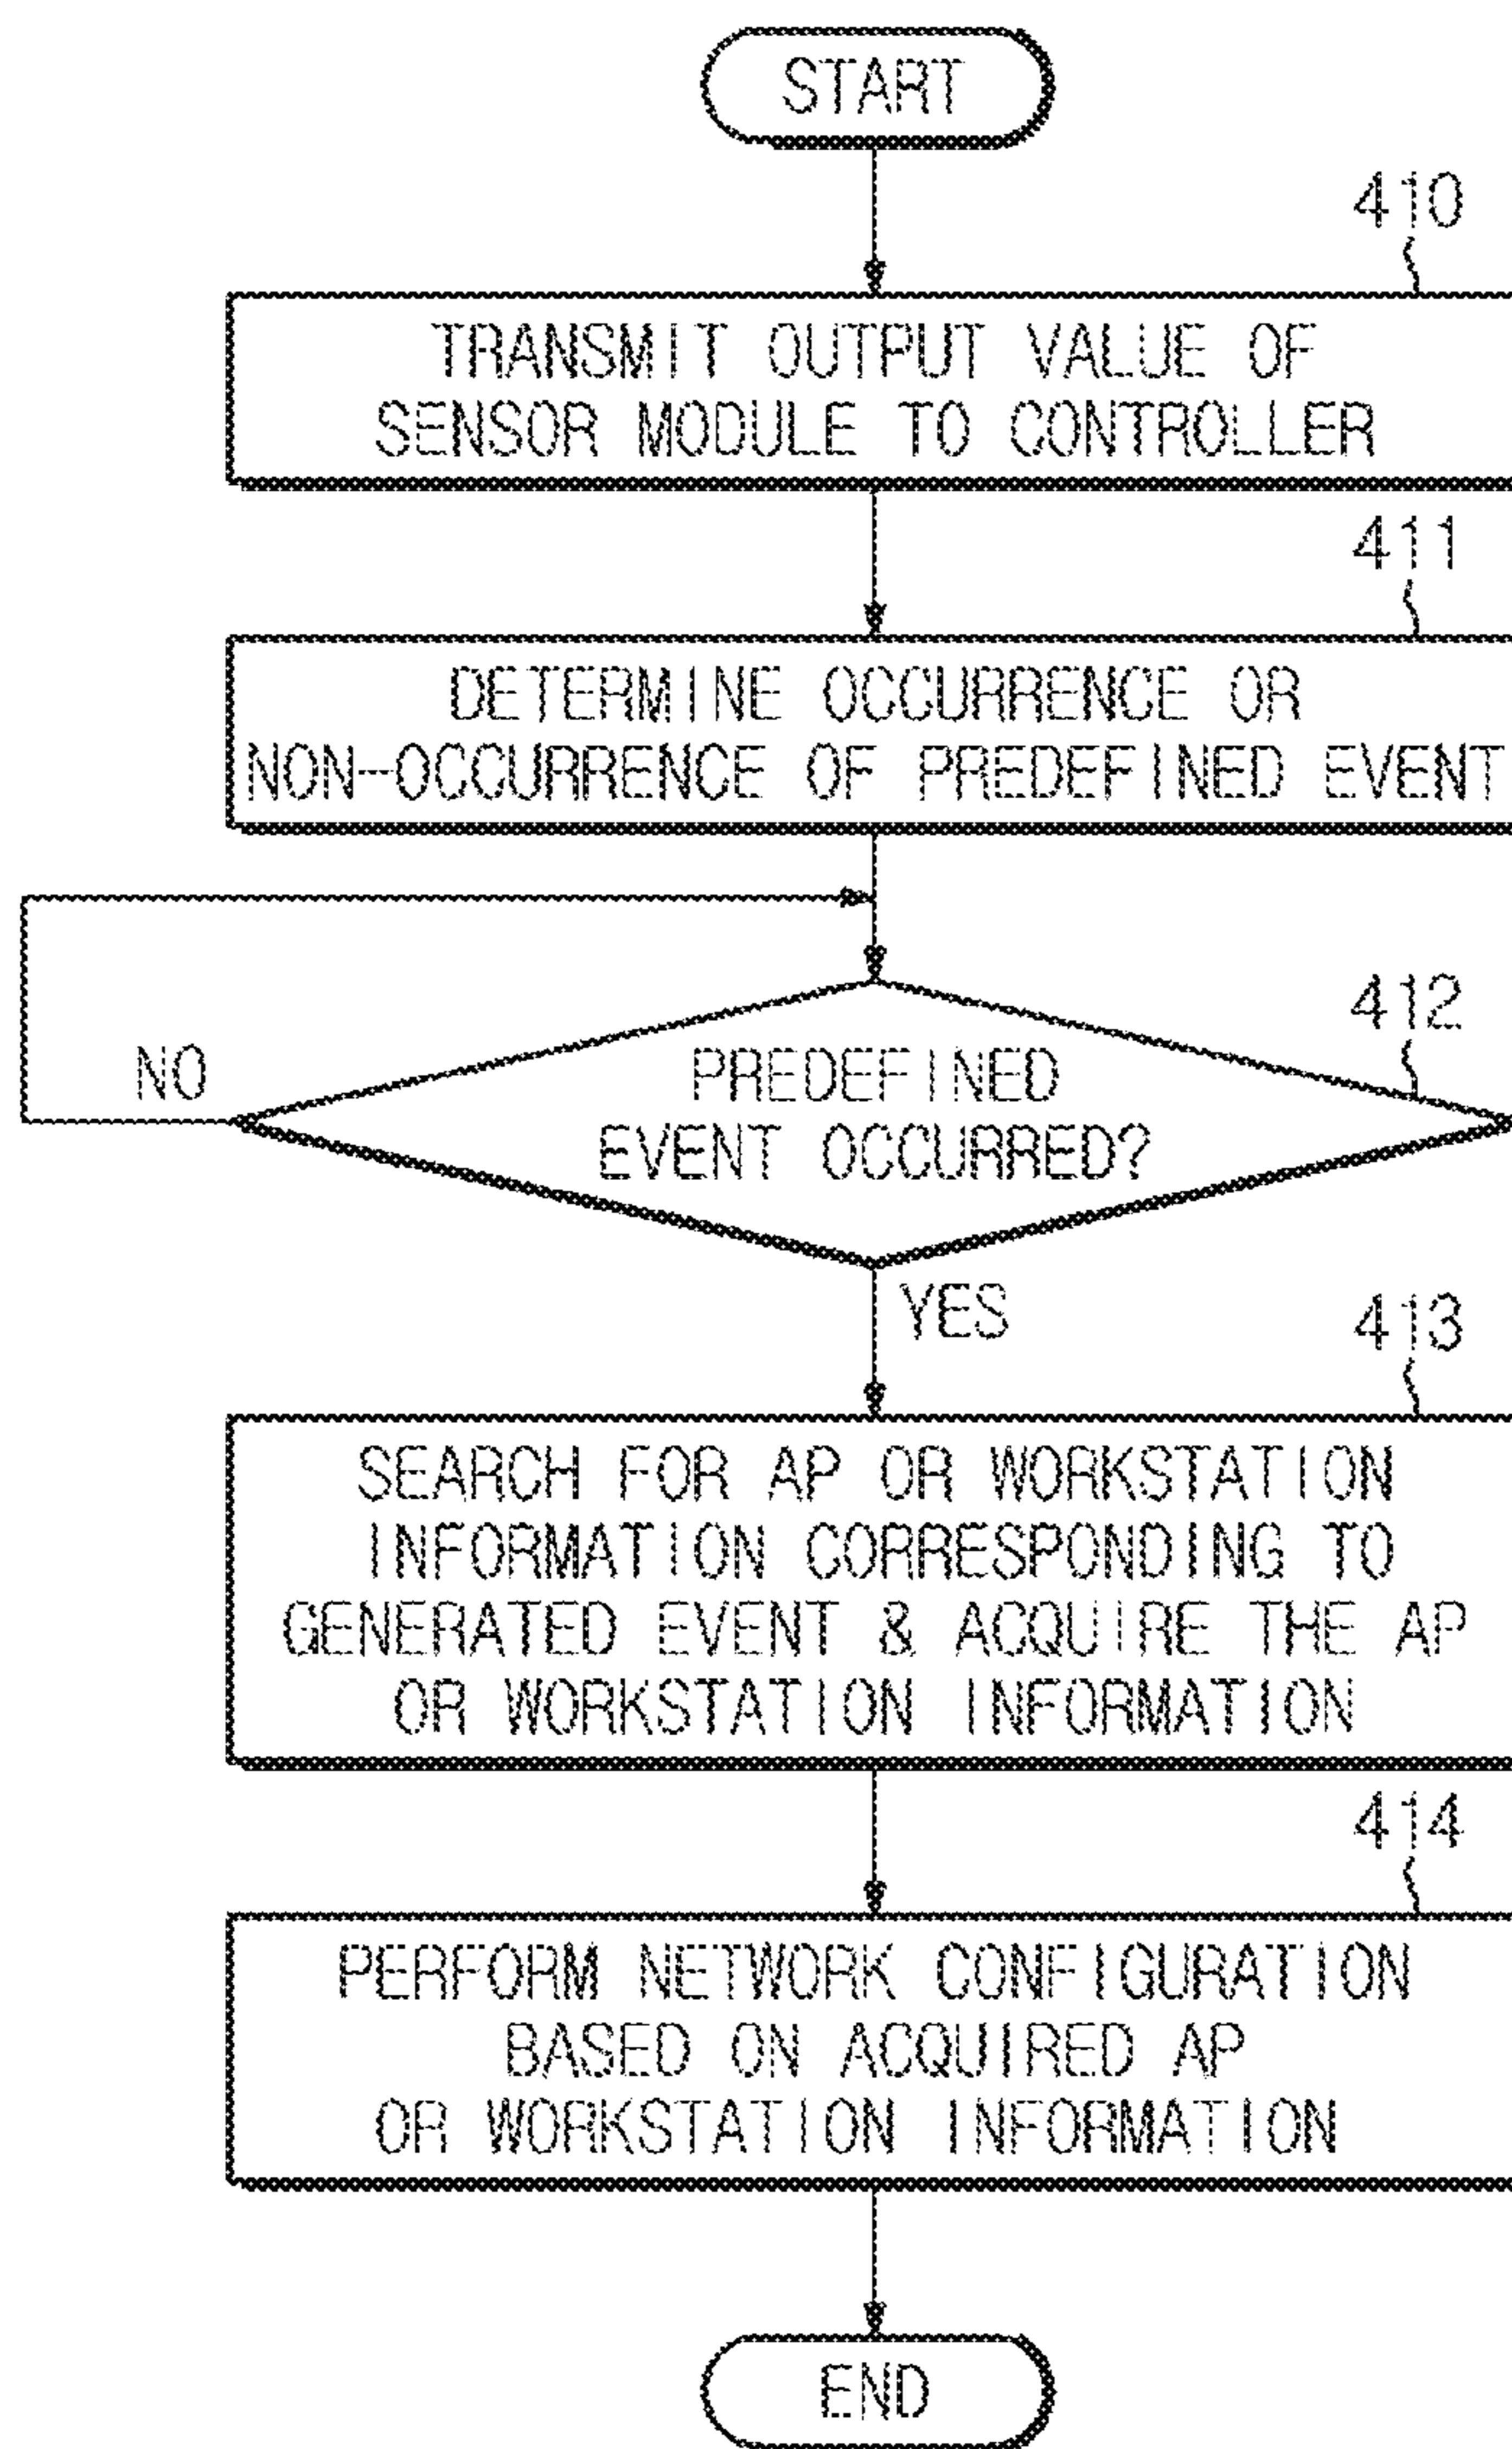 START
410
TRANSMIT OUTPUT VALUE OF
SENSOR MODULE TO CONTROLLER
411
DETERMINE OCCURRENCE OR
NON-OCCURRENCE OF PREDEFINED EVENT
412
NO
PREDEFINED
EVENT OCCURRED?
YES
413
SEARCH FOR AP OR WORKSTATION
INFORMATION CORRESPONDING TO
GENERATED EVENT & ACQUIRE THE AP
OR WORKSTATION INFORMATION
414
PERFORM NETWORK CONFIGURATION
BASED ON ACQUIRED AP
OR WORKSTATION INFORMATION
END